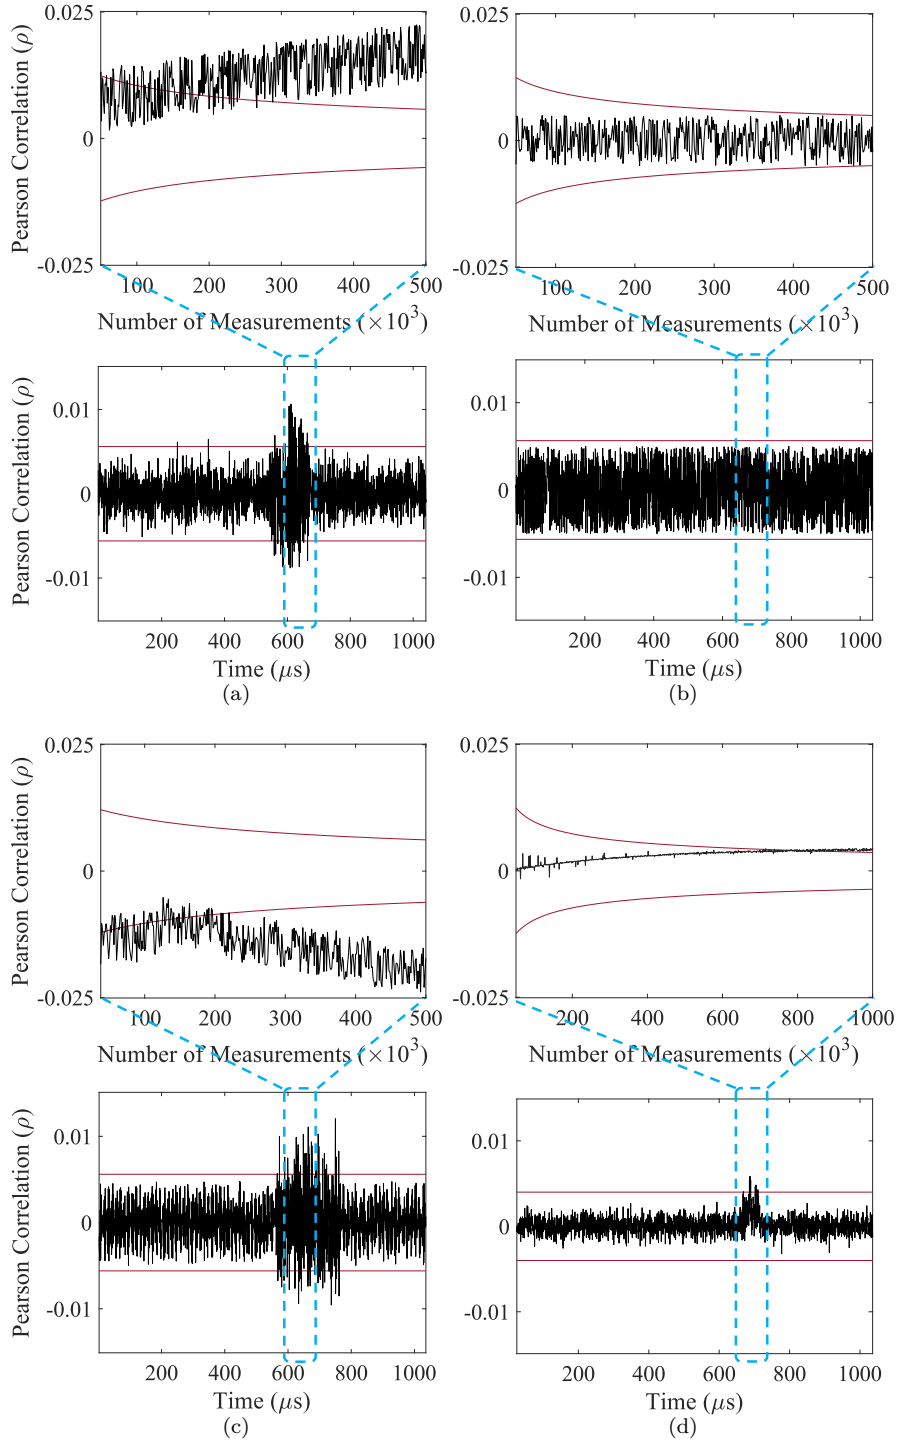 0.025
0
-0.025
Pearson Correlation (ρ)
100 200 300 400 500
Number of Measurements (×10³)
0.01
0
-0.01
Pearson Correlation (ρ)
200 400 600 800 1000
Time (μs)
(a)
0.025
0
-0.025
100 200 300 400 500
Number of Measurements (×10³)
0.01
0
-0.01
200 400 600 800 1000
Time (μs)
(b)
0.025
0
-0.025
Pearson Correlation (ρ)
100 200 300 400 500
Number of Measurements (×10³)
0.01
0
-0.01
Pearson Correlation (ρ)
200 400 600 800 1000
Time (μs)
(c)
0.025
0
-0.025
200 400 600 800 1000
Number of Measurements (×10³)
0.01
0
-0.01
200 400 600 800 1000
Time (μs)
(d)